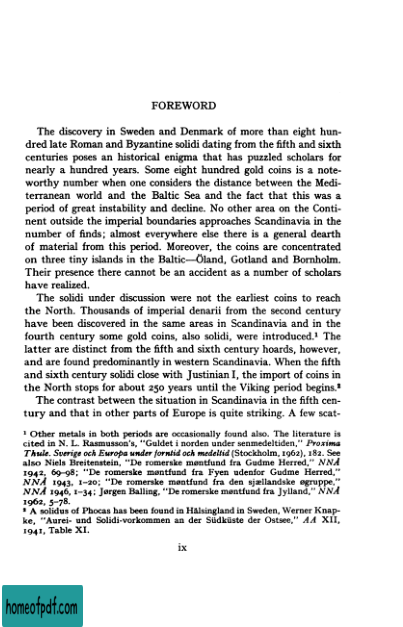 FOREWORD
The discovery in Sweden and Denmark of more than eight hun-
dred late Roman and Byzantine solidi dating from the fifth and sixth
centuries poses an historical enigma that has puzzled scholars for
nearly a hundred years. Some eight hundred gold coins is a note-
worthy number when one considers the distance between the Medi-
terranean world and the Baltic Sea and the fact that this was a
period of great instability and decline. No other area on the Conti-
nent outside the imperial boundaries approaches Scandinavia in the
number of finds; almost everywhere else there is a general dearth
of material from this period. Moreover, the coins are concentrated
on three tiny islands in the Baltic—Öland, Gotland and Bornholm.
Their presence there cannot be an accident as a number of scholars
have realized.
The solidi under discussion were not the earliest coins to reach
the North. Thousands of imperial denarii from the second century
have been discovered in the same areas in Scandinavia and in the
fourth century some gold coins, also solidi, were introduced.¹ The
latter are distinct from the fifth and sixth century hoards, however,
and are found predominantly in western Scandinavia. When the fifth
and sixth century solidi close with Justinian I, the import of coins in
the North stops for about 250 years until the Viking period begins.²
The contrast between the situation in Scandinavia in the fifth cen-
tury and that in other parts of Europe is quite striking. A few scat-
¹ Other metals in both periods are occasionally found also. The literature is
cited in N. L. Rasmusson's, "Guldet i norden under senmedeltiden," Proxima
Thule. Sverige och Europa under forntid och medeltid (Stockholm, 1962), 182. See
also Niels Breitenstein, "De romerske møntfund fra Gudme Herred," NNÅ
1942, 69–98; "De romerske møntfund fra Fyen udenfor Gudme Herred,"
NNÅ 1943, 1–20; "De romerske møntfund fra den sjællandske øgruppe,"
NNÅ 1946, 1–34; Jørgen Balling, "De romerske møntfund fra Jylland," NNÅ
1962, 5–78.
² A solidus of Phocas has been found in Hälsingland in Sweden, Werner Knap-
ke, "Aurei- und Solidi-vorkommen an der Südküste der Ostsee," AA XII,
1941, Table XI.
ix
homeofpdf.com